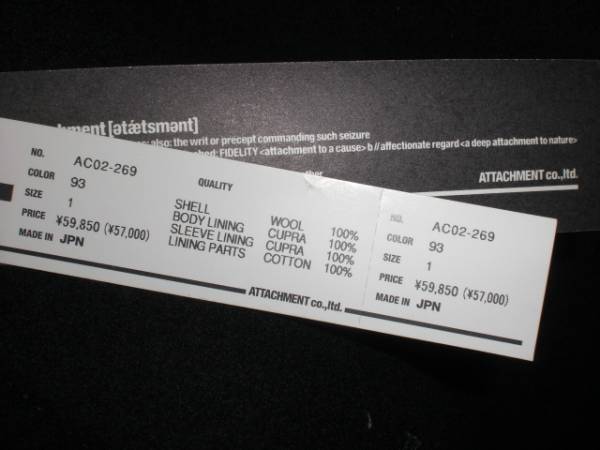 [ətǽtsmənt]
also: the writ or precept commanding such seizure
FIDELITY <attachment to a cause> b // affectionate regard <a deep attachment to nature>
ATTACHMENT co.,ltd.
NO. AC02-269
COLOR 93
SIZE 1
PRICE ¥59,850 (¥57,000)
MADE IN JPN
QUALITY
SHELL WOOL 100%
BODY LINING CUPRA 100%
SLEEVE LINING CUPRA 100%
LINING PARTS COTTON 100%
ATTACHMENT co.,ltd.
NO. AC02-269
COLOR 93
SIZE 1
PRICE ¥59,850 (¥57,000)
MADE IN JPN